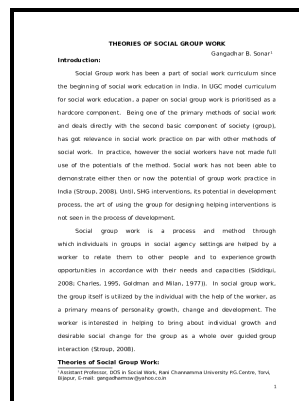 THEORIES OF SOCIAL GROUP WORK
Gangadhar B. Sonar¹
Introduction:
Social Group work has been a part of social work curriculum since
the beginning of social work education in India. In UGC model curriculum
for social work education, a paper on social group work is prioritised as a
hardcore component. Being one of the primary methods of social work
and deals directly with the second basic component of society (group),
has got relevance in social work practice on par with other methods of
social work. In practice, however the social workers have not made full
use of the potentials of the method. Social work has not been able to
demonstrate either then or now the potential of group work practice in
India (Stroup, 2008). Until, SHG interventions, its potential in development
process, the art of using the group for designing helping interventions is
not seen in the process of development.
Social group work is a process and method through
which individuals in groups in social agency settings are helped by a
worker to relate them to other people and to experience growth
opportunities in accordance with their needs and capacities (Siddiqui,
2008; Charles, 1995, Goldman and Milan, 1977)). In social group work,
the group itself is utilized by the individual with the help of the worker, as
a primary means of personality growth, change and development. The
worker is interested in helping to bring about individual growth and
desirable social change for the group as a whole over guided group
interaction (Stroup, 2008).
Theories of Social Group Work:
¹ Assistant Professor, DOS in Social Work, Rani Channamma University P.G.Centre, Torvi,
Bijapur, E-mail: gangadharmsw@yahoo.co.in
1